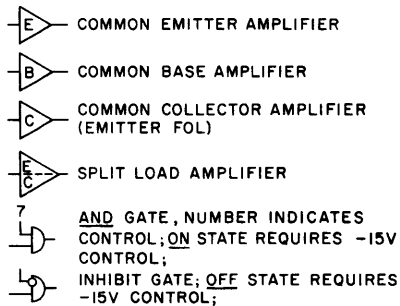 E COMMON EMITTER AMPLIFIER
B COMMON BASE AMPLIFIER
C COMMON COLLECTOR AMPLIFIER
(EMITTER FOL)
E
C SPLIT LOAD AMPLIFIER
7
AND GATE, NUMBER INDICATES
CONTROL; ON STATE REQUIRES -15V
CONTROL;
INHIBIT GATE; OFF STATE REQUIRES
-15V CONTROL;